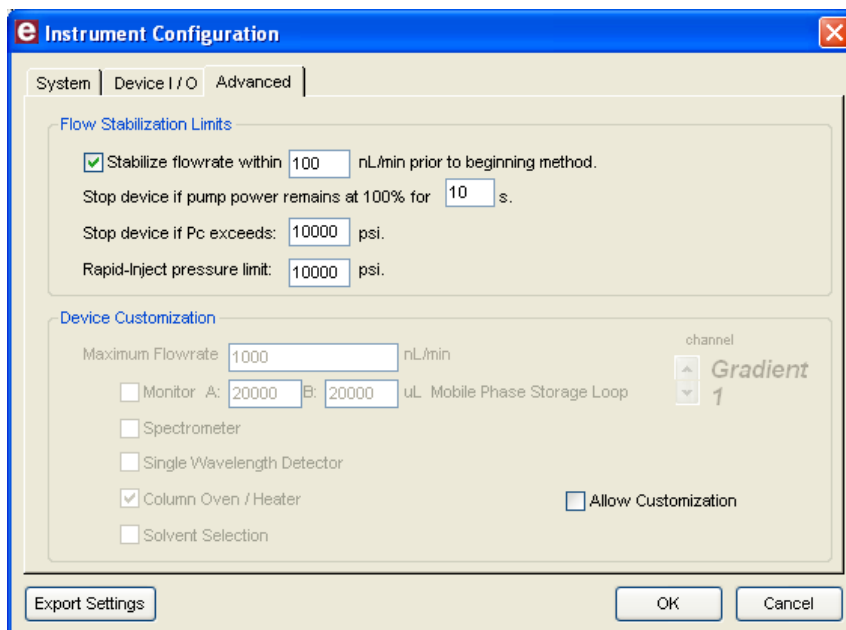 e Instrument Configuration
System Device I / O Advanced
Flow Stabilization Limits
Stabilize flowrate within 100 nL/min prior to beginning method.
Stop device if pump power remains at 100% for 10 s.
Stop device if Pc exceeds: 10000 psi.
Rapid-Inject pressure limit: 10000 psi.
Device Customization
channel
Maximum Flowrate 1000 nL/min
Gradient
1
Monitor A: 20000 B: 20000 uL Mobile Phase Storage Loop
Spectrometer
Single Wavelength Detector
Column Oven / Heater
Allow Customization
Solvent Selection
Export Settings OK Cancel